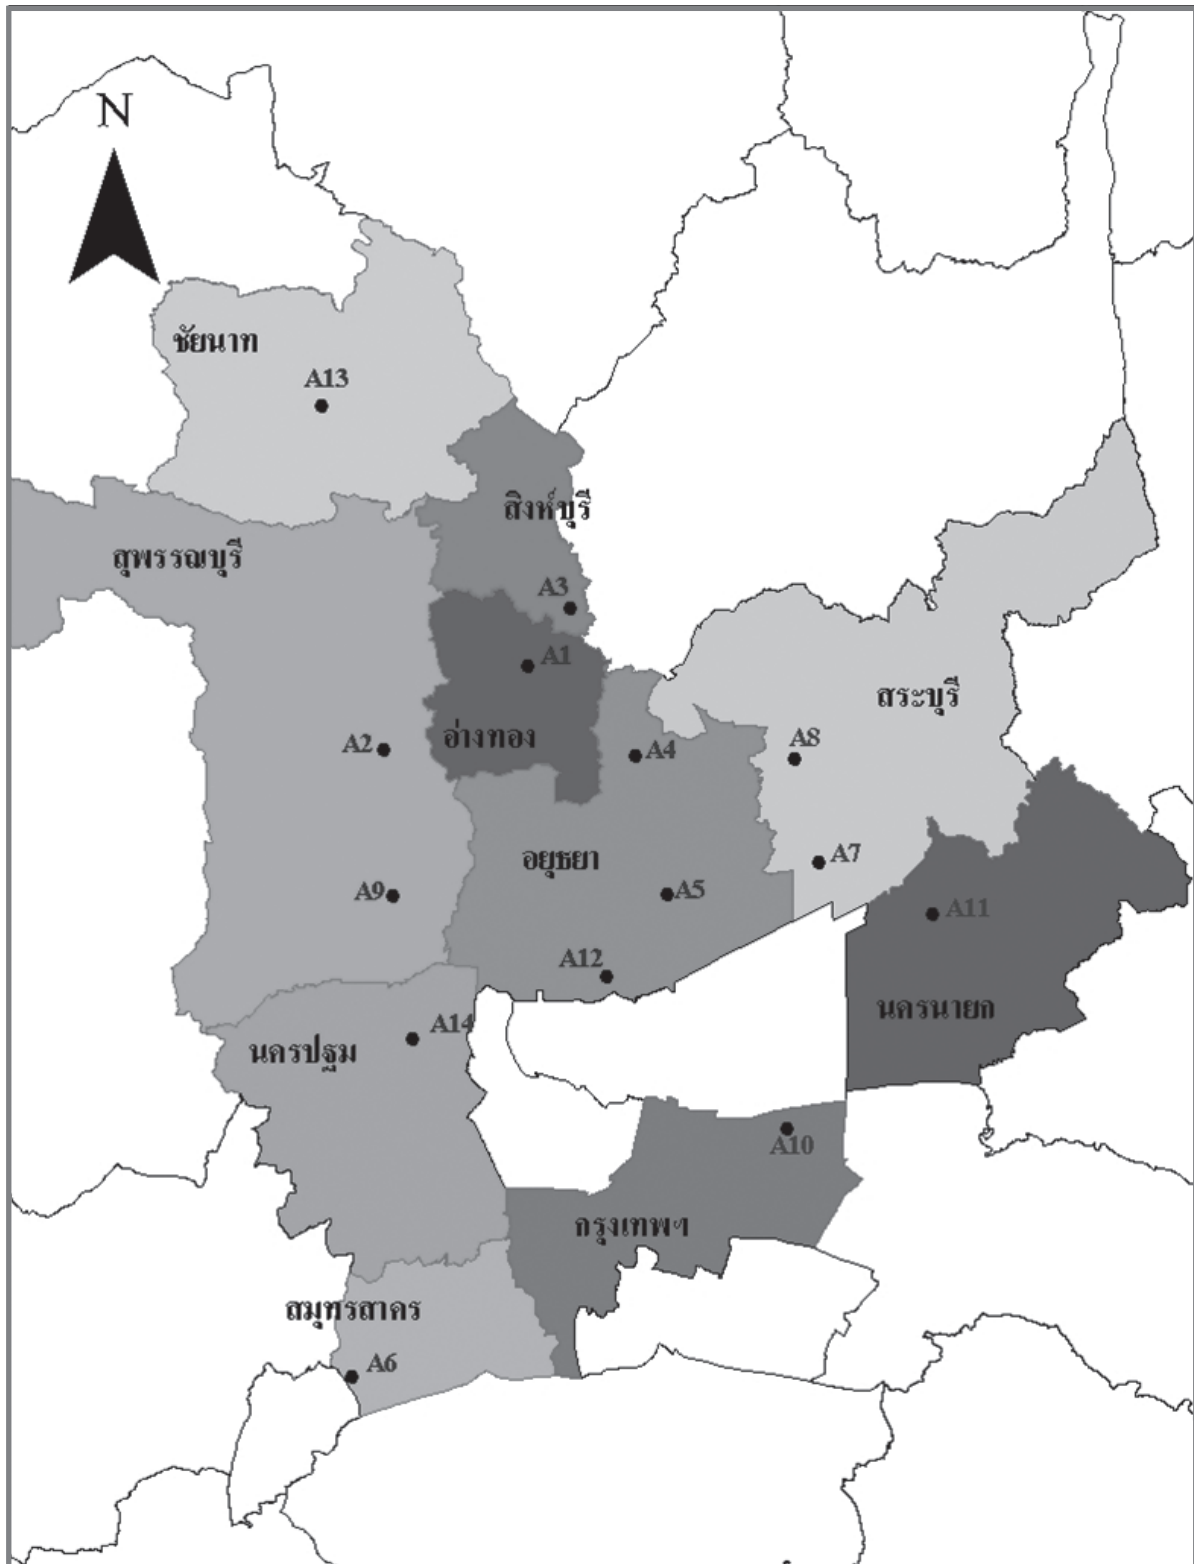 N
ชัยนาท
A13
สิงห์บุรี
สุพรรณบุรี
A3
A1
สระบุรี
อ่างทอง
A2
A4
A8
อยุธยา
A7
A9
A5
A11
A12
นครนายก
A14
นครปฐม
A10
กรุงเทพฯ
สมุทรสาคร
A6